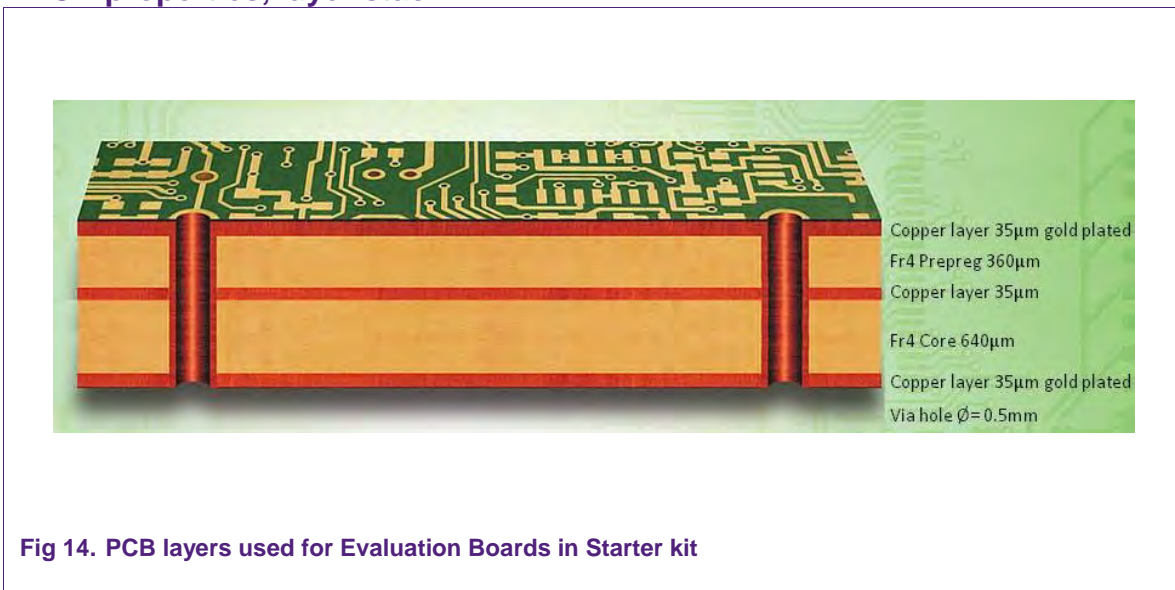 Copper layer 35µm gold plated
Fr4 Prepreg 360µm
Copper layer 35µm
Fr4 Core 640µm
Copper layer 35µm gold plated
Via hole Ø= 0.5mm
Fig 14. PCB layers used for Evaluation Boards in Starter kit